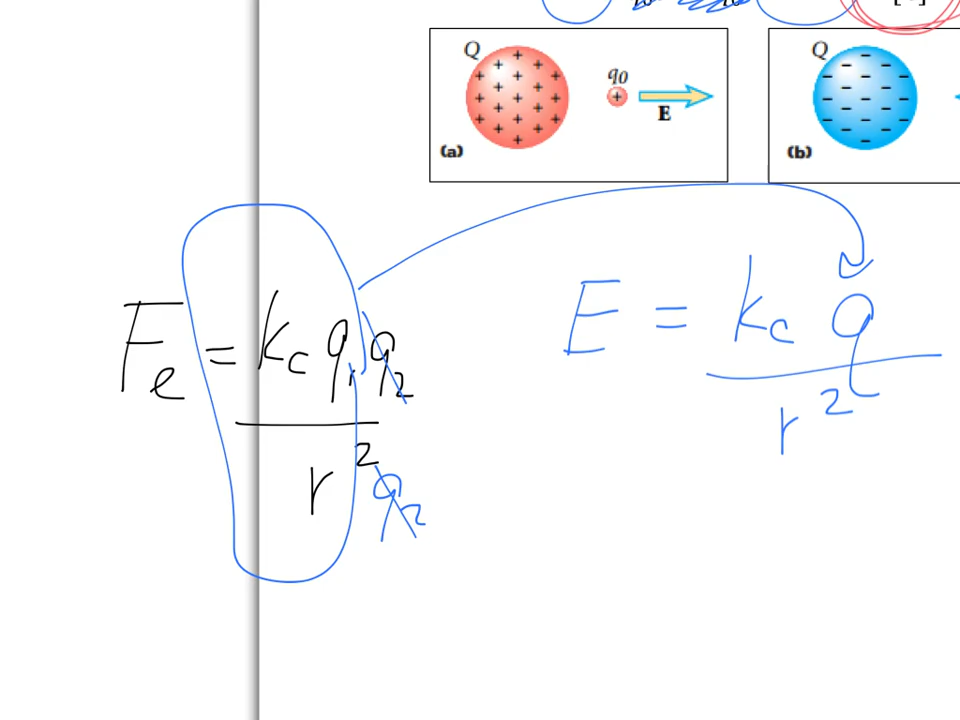 Q
q0
E
(a)
Q
(b)
Fe = kc q1 q2
r2 q2
E = kc q
r2